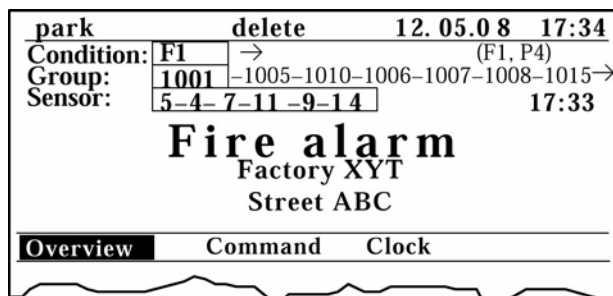 park delete 12. 05.0 8 17:34
Condition: F1 → (F1, P4)
Group: 1001 –1005–1010–1006–1007–1008–1015→
Sensor: 5–4– 7–11 –9–1 4 17:33
Fire alarm
Factory XYT
Street ABC
Overview Command Clock